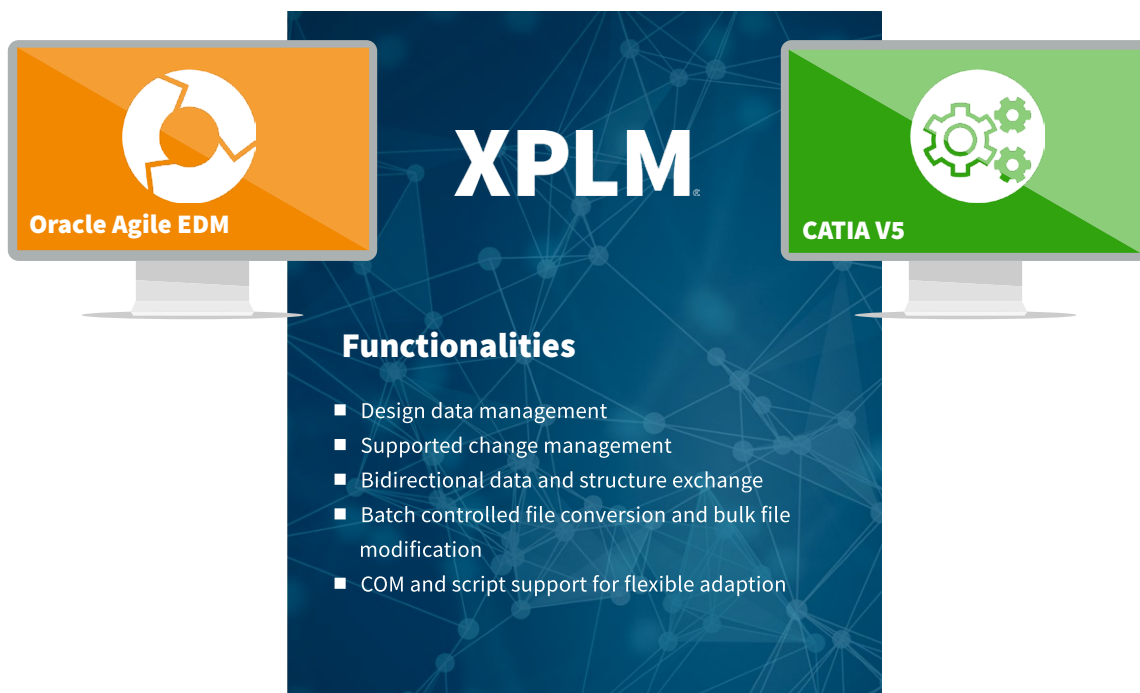 XPLM®
Oracle Agile EDM
CATIA V5
Functionalities
■ Design data management
■ Supported change management
■ Bidirectional data and structure exchange
■ Batch controlled file conversion and bulk file
modification
■ COM and script support for flexible adaption